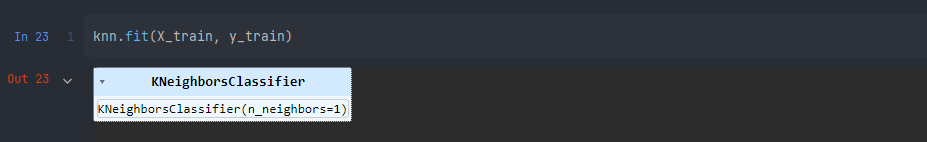 In 23 1 knn.fit(X_train, y_train)
Out 23 KNeighborsClassifier
KNeighborsClassifier(n_neighbors=1)